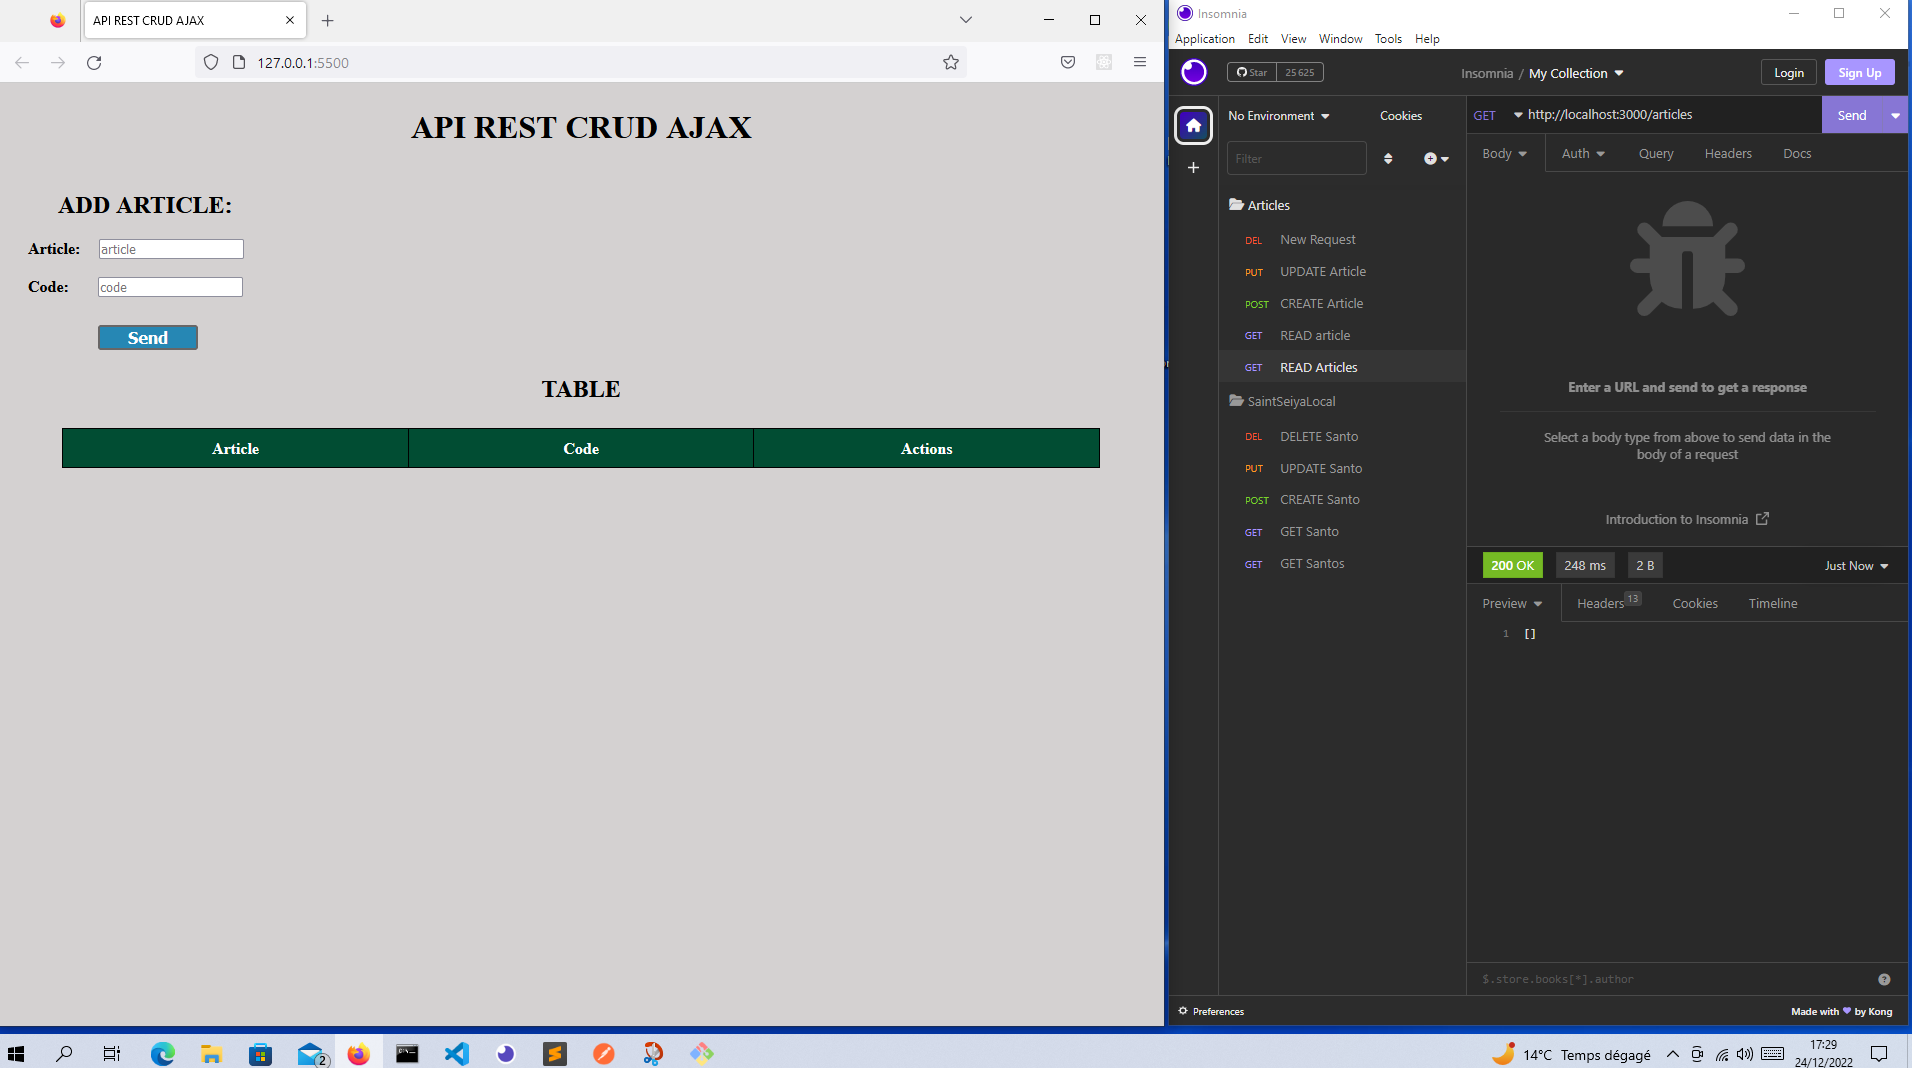 API REST CRUD AJAX
127.0.0.1:5500
API REST CRUD AJAX
ADD ARTICLE:
Article: article
Code: code
Send
TABLE
Article Code Actions
Insomnia
Application Edit View Window Tools Help
Star 25 625
Insomnia / My Collection
Login
Sign Up
No Environment
Cookies
Filter
Articles
DEL New Request
PUT UPDATE Article
POST CREATE Article
GET READ article
GET READ Articles
SaintSeiyaLocal
DEL DELETE Santo
PUT UPDATE Santo
POST CREATE Santo
GET GET Santo
GET GET Santos
GET http://localhost:3000/articles Send
Body Auth Query Headers Docs
Enter a URL and send to get a response
Select a body type from above to send data in the
body of a request
Introduction to Insomnia
200 OK 248 ms 2 B Just Now
Preview Headers 13 Cookies Timeline
1 []
$.store.books[*].author
Preferences
Made with by Kong
2
14°C Temps dégagé
17:29
24/12/2022